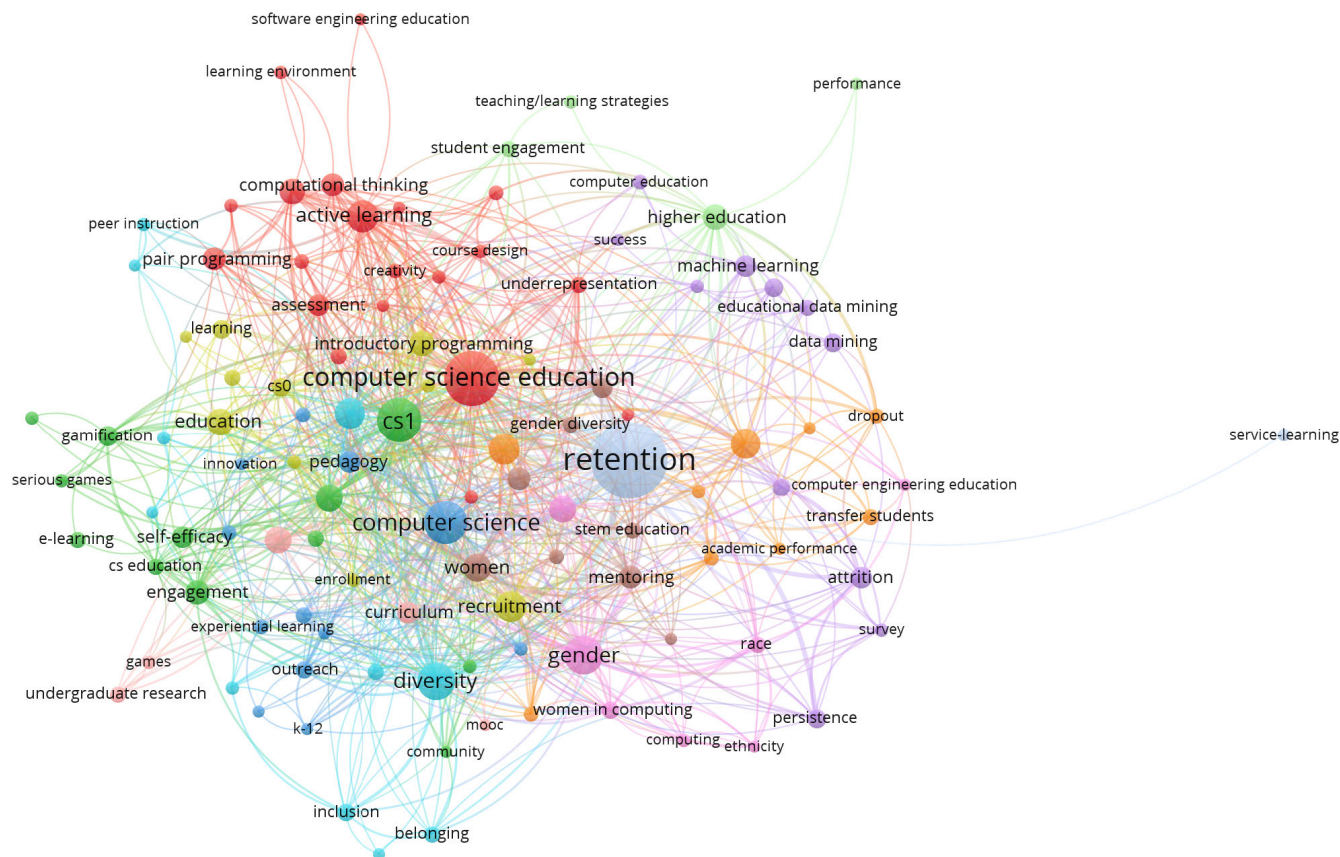 software engineering education
learning environment
performance
teaching/learning strategies
student engagement
computer education
computational thinking
active learning
higher education
peer instruction
success
course design
pair programming
machine learning
creativity
underrepresentation
assessment
educational data mining
learning
introductory programming
data mining
computer science education
cs0
dropout
education
cs1
gender diversity
gamification
service-learning
retention
innovation
pedagogy
serious games
computer engineering education
transfer students
computer science
stem education
e-learning
self-efficacy
academic performance
cs education
women
enrollment
mentoring
attrition
engagement
curriculum
recruitment
experiential learning
survey
race
games
gender
outreach
diversity
undergraduate research
women in computing
persistence
k-12
mooc
computing
ethnicity
community
inclusion
belonging